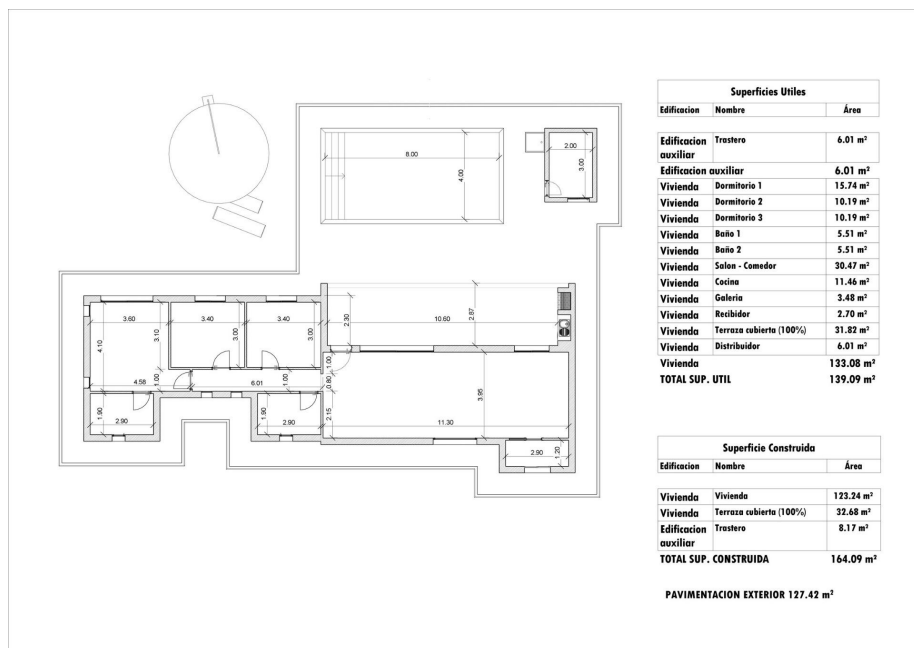 Superficies Utiles
Edificacion Nombre Área
Edificacion auxiliar Trastero 6.01 m²
Edificacion auxiliar 6.01 m²
Vivienda Dormitorio 1 15.74 m²
Vivienda Dormitorio 2 10.19 m²
Vivienda Dormitorio 3 10.19 m²
Vivienda Baño 1 5.51 m²
Vivienda Baño 2 5.51 m²
Vivienda Salon - Comedor 30.47 m²
Vivienda Cocina 11.46 m²
Vivienda Galeria 3.48 m²
Vivienda Recibidor 2.70 m²
Vivienda Terraza cubierta (100%) 31.82 m²
Vivienda Distribuidor 6.01 m²
Vivienda 133.08 m²
TOTAL SUP. UTIL 139.09 m²
Superficie Construida
Edificacion Nombre Área
Vivienda Vivienda 123.24 m²
Vivienda Terraza cubierta (100%) 32.68 m²
Edificacion auxiliar Trastero 8.17 m²
TOTAL SUP. CONSTRUIDA 164.09 m²
PAVIMENTACION EXTERIOR 127.42 m²
8.00
4.00
2.00
3.00
3.60
3.40
3.40
3.10
3.00
3.00
4.10
2.30
10.60
2.87
1.00
4.58
1.00
6.01
1.00
0.80
3.95
1.90
2.90
1.90
2.90
2.15
11.30
2.90
1.20